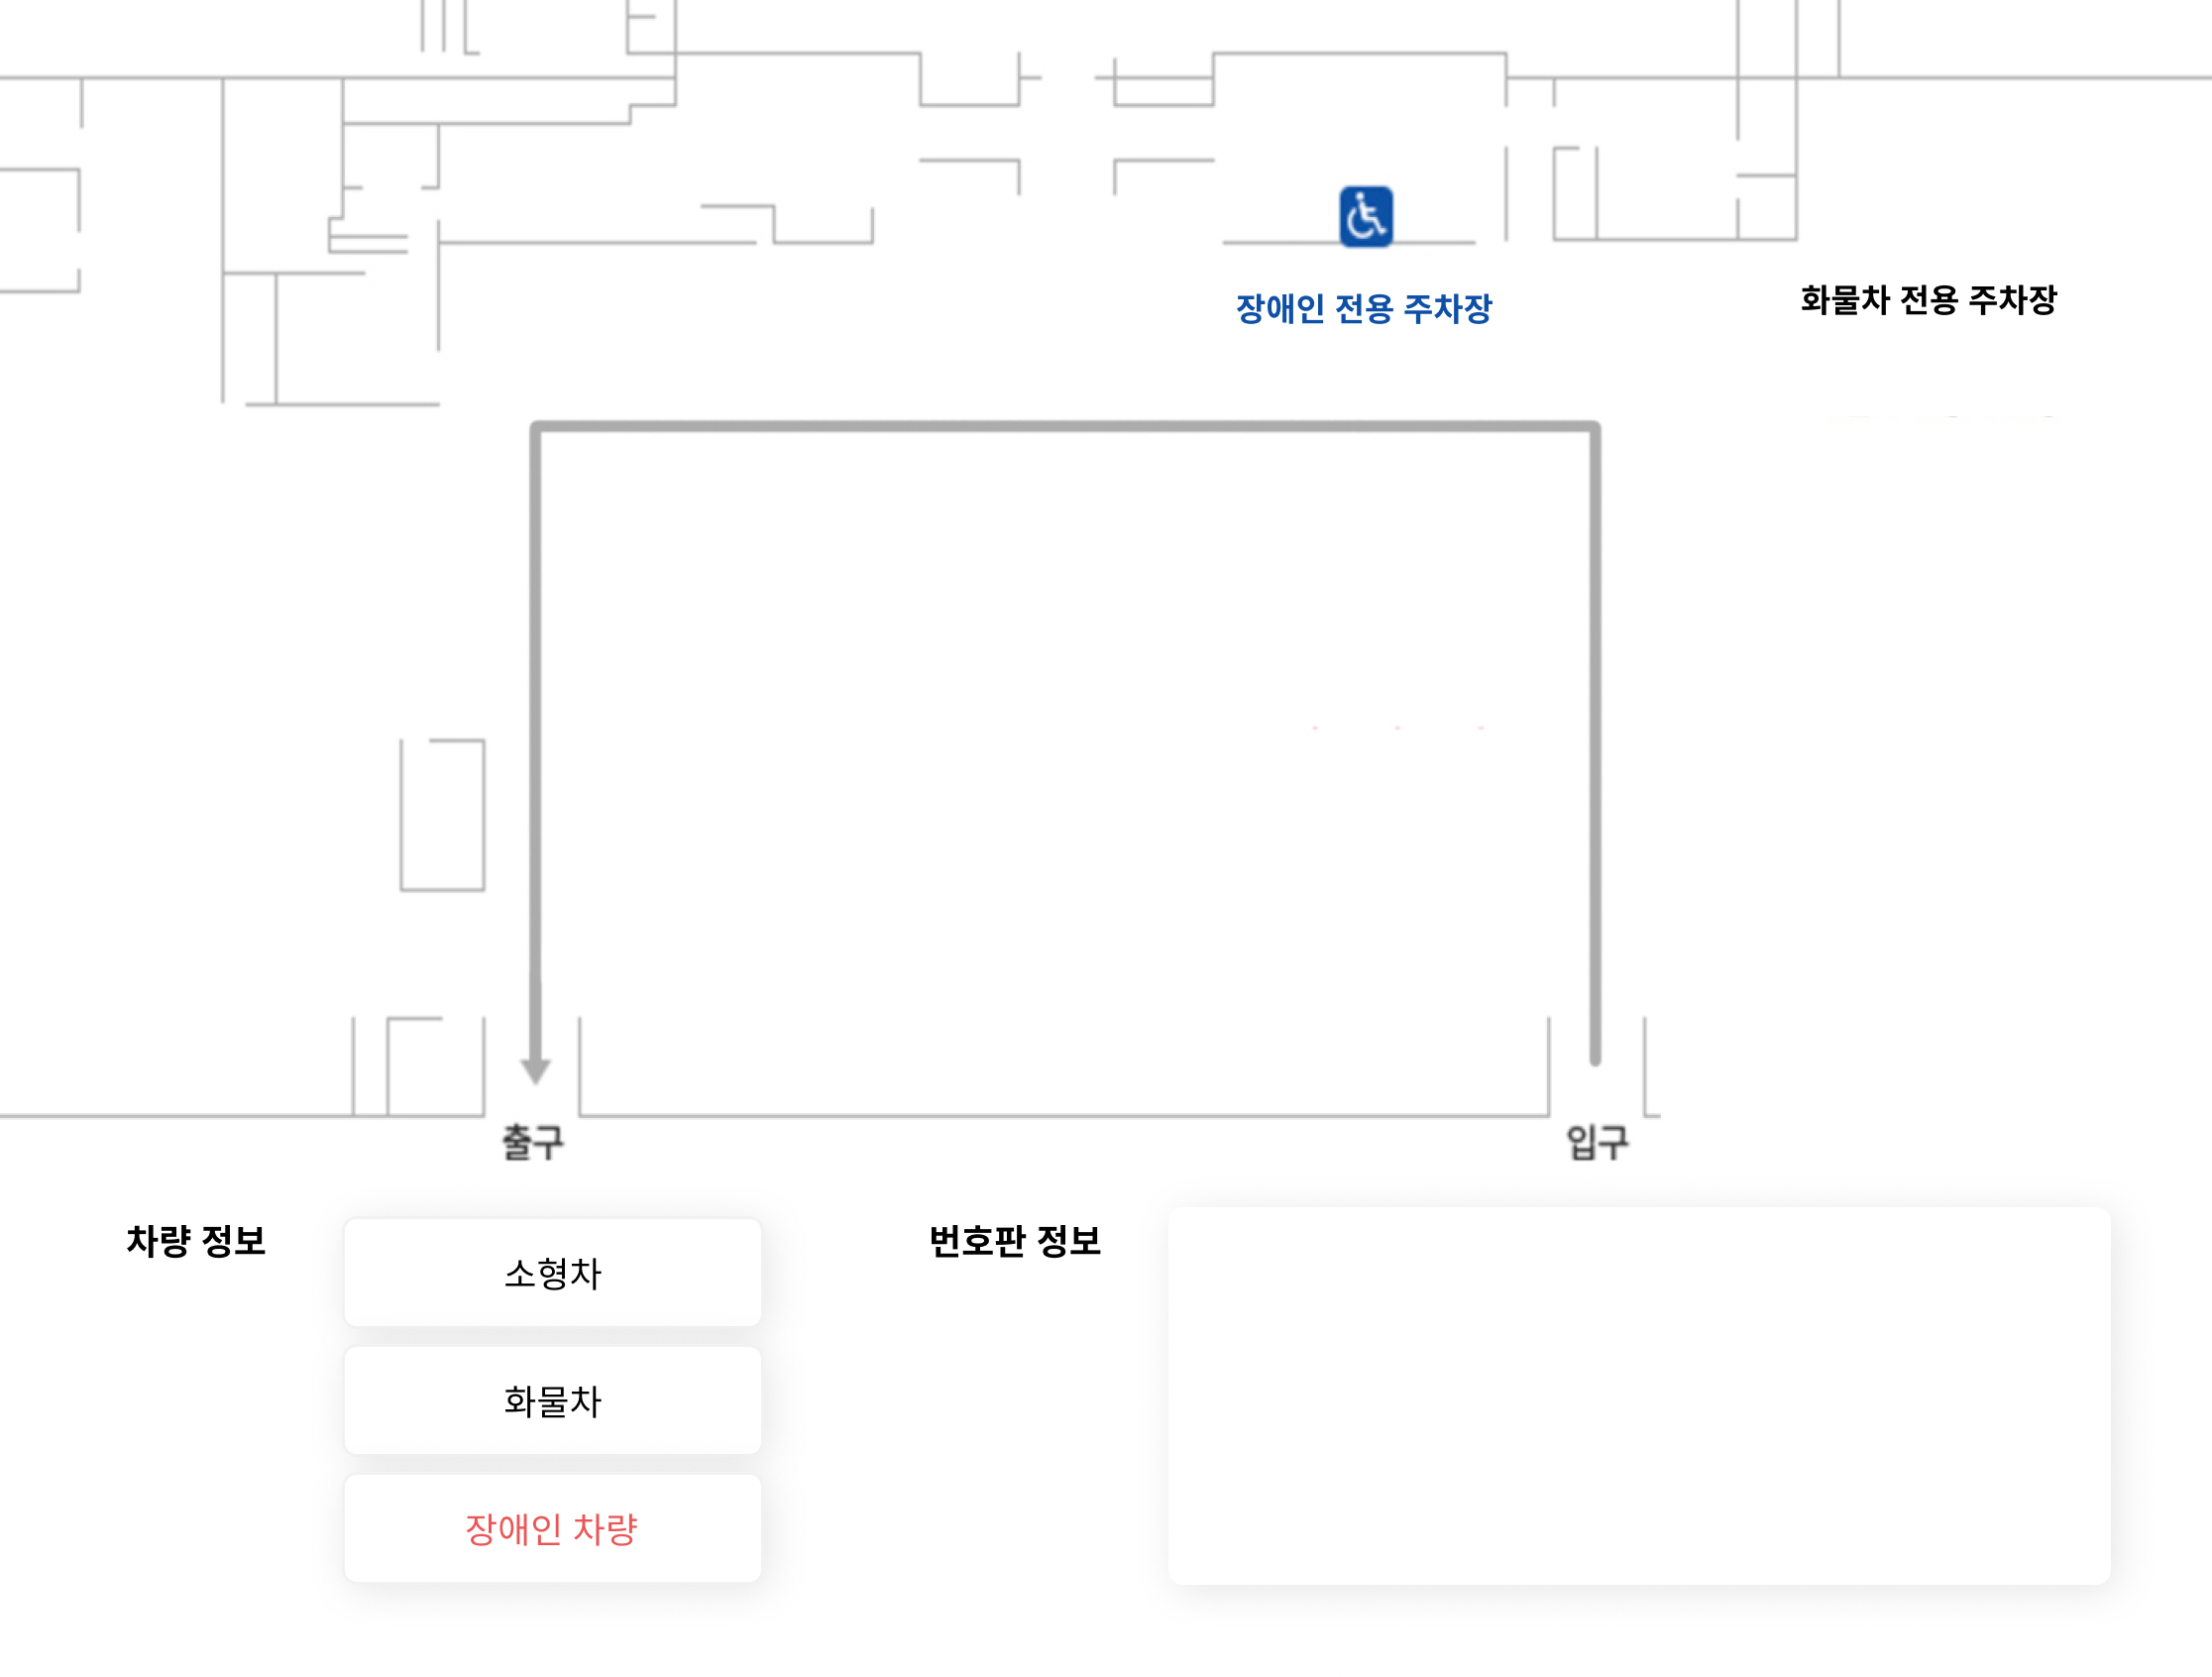 장애인 전용 주차장
화물차 전용 주차장
출구
입구
차량 정보
소형차
화물차
장애인 차량
번호판 정보